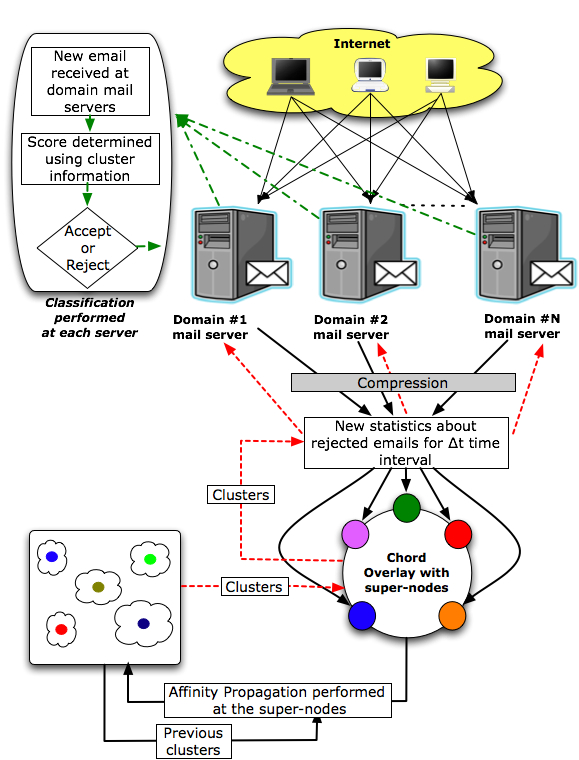 New email
received at
domain mail
servers
Score determined
using cluster
information
Accept
or
Reject
Classification
performed
at each server
Internet
Domain #1
mail server
Domain #2
mail server
Domain #N
mail server
Compression
New statistics about
rejected emails for Δt time
interval
Clusters
Clusters
Chord
Overlay with
super-nodes
Affinity Propagation performed
at the super-nodes
Previous
clusters